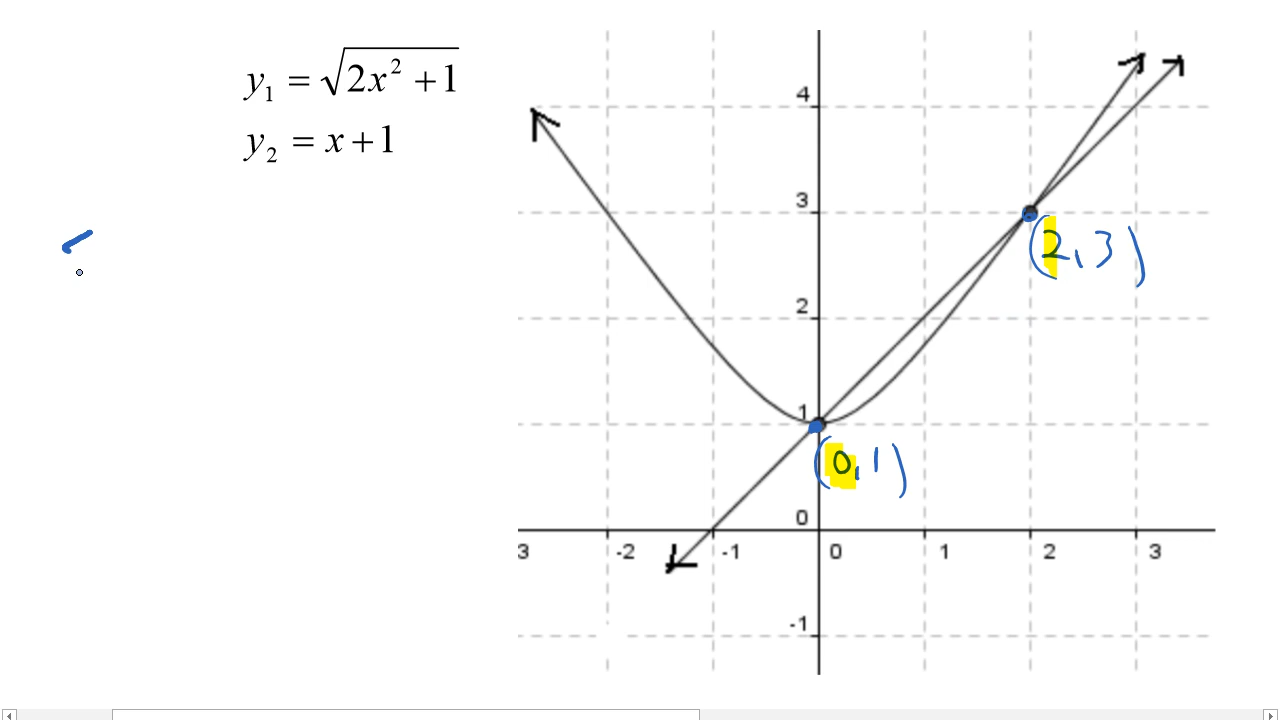 y₁ = √(2x² + 1)
y₂ = x + 1
4
3
(2, 3)
2
1
(0, 1)
0
3 -2 -1 0 1 2 3
-1